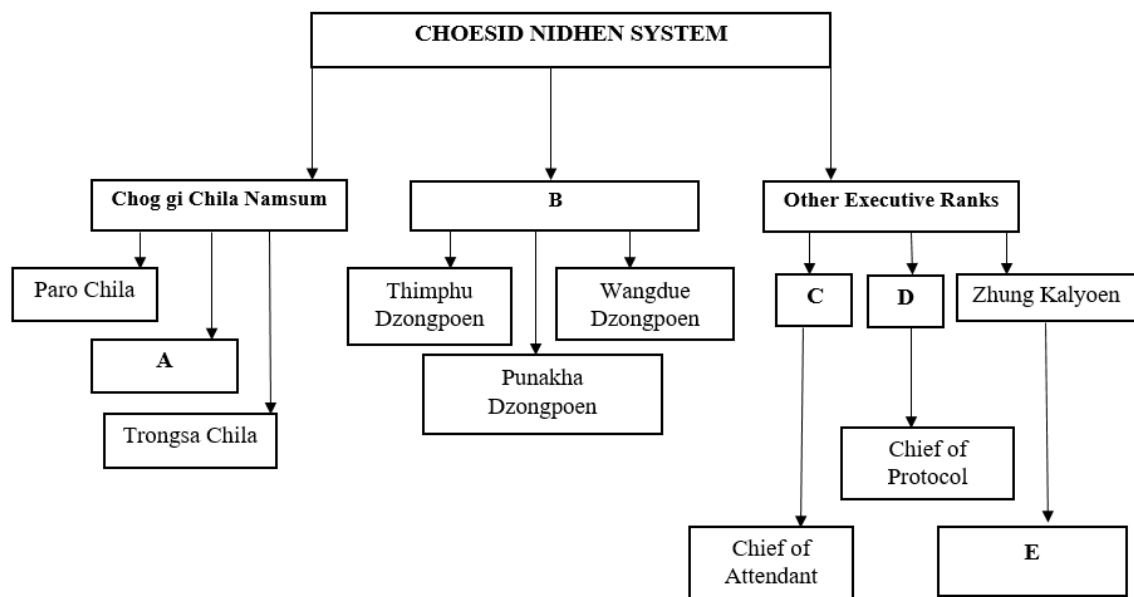 CHOESID NIDHEN SYSTEM
Chog gi Chila Namsum
B
Other Executive Ranks
Paro Chila
Thimphu
Dzongpoen
Wangdue
Dzongpoen
C
D
Zhung Kalyoen
A
Punakha
Dzongpoen
Trongsa Chila
Chief of
Protocol
Chief of
Attendant
E